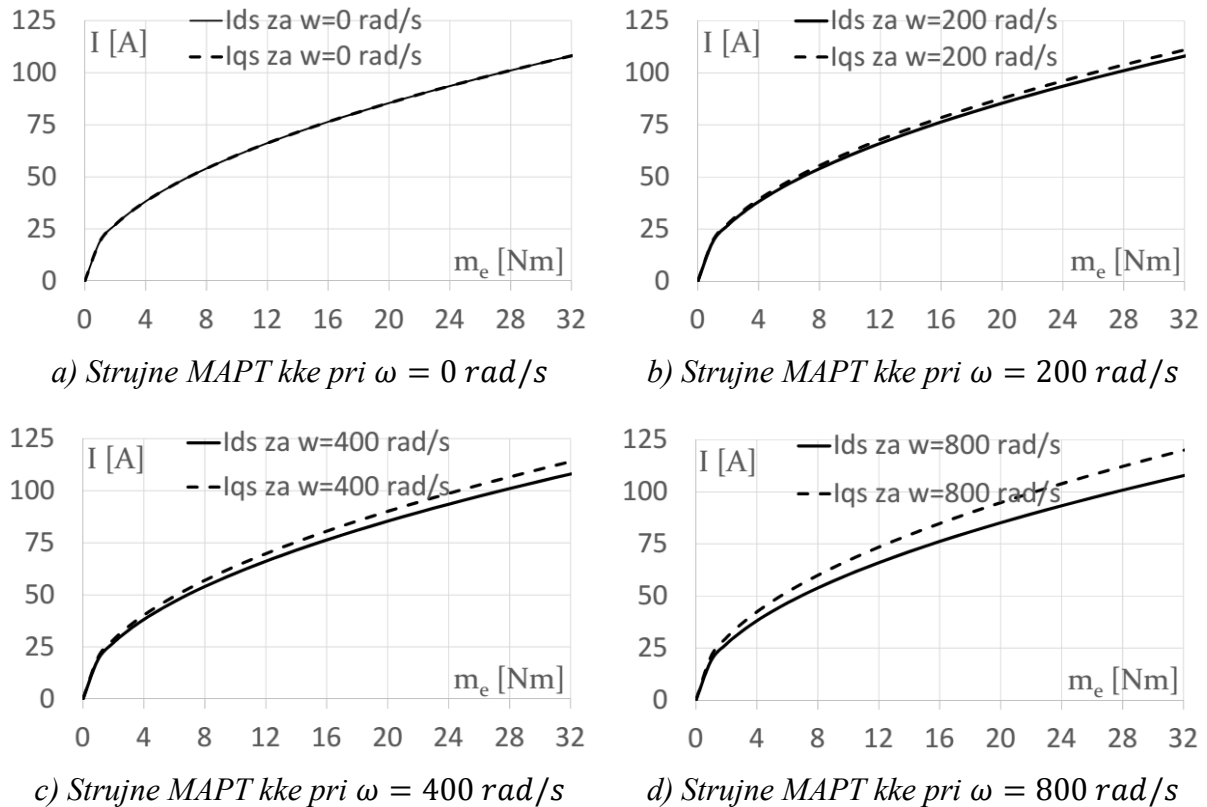 125
I [A]
Ids za w=0 rad/s
Iqs za w=0 rad/s
100
75
50
25
m_e [Nm]
0
0 4 8 12 16 20 24 28 32
a) Strujne MAPT kke pri ω = 0 rad/s
125
I [A]
Ids za w=200 rad/s
Iqs za w=200 rad/s
100
75
50
25
m_e [Nm]
0
0 4 8 12 16 20 24 28 32
b) Strujne MAPT kke pri ω = 200 rad/s
125
I [A]
Ids za w=400 rad/s
Iqs za w=400 rad/s
100
75
50
25
m_e [Nm]
0
0 4 8 12 16 20 24 28 32
c) Strujne MAPT kke pri ω = 400 rad/s
125
I [A]
Ids za w=800 rad/s
Iqs za w=800 rad/s
100
75
50
25
m_e [Nm]
0
0 4 8 12 16 20 24 28 32
d) Strujne MAPT kke pri ω = 800 rad/s